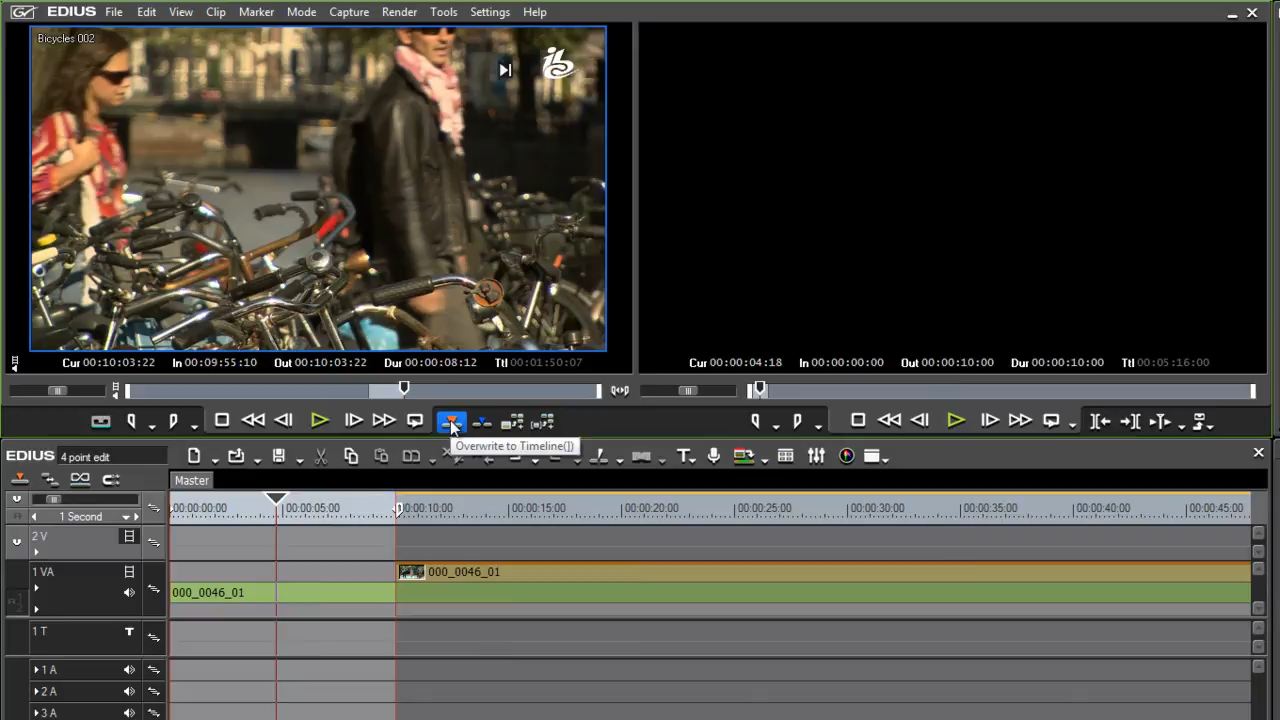 EDIUS File Edit View Clip Marker Mode Capture Render Tools Settings Help
Bicycles 002
Cur 00:10:03:22 In 00:09:55:10 Out 00:10:03:22 Dur 00:00:08:12 Ttl 00:01:50:07
Cur 00:00:04:18 In 00:00:00:00 Out 00:00:10:00 Dur 00:00:10:00 Ttl 00:05:16:00
Overwrite to Timeline(])
EDIUS 4 point edit
Master
1 Second
00:00:00:00 00:00:05:00 00:00:10:00 00:00:15:00 00:00:20:00 00:00:25:00 00:00:30:00 00:00:35:00 00:00:40:00 00:00:45:00
2 V
1 VA
000_0046_01
000_0046_01
1 T T
1 A
2 A
3 A